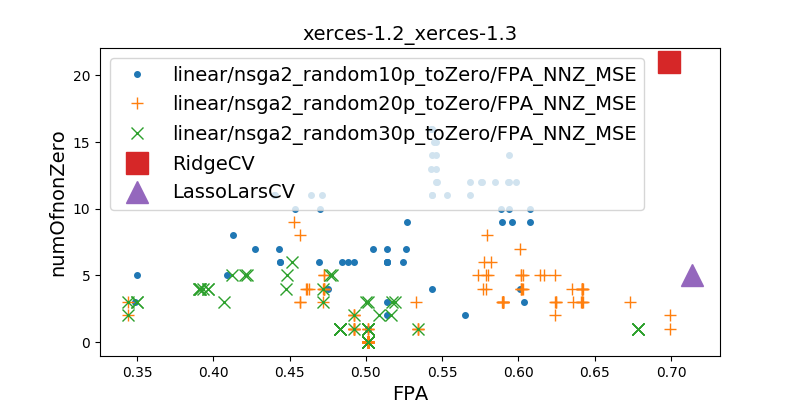 xerces-1.2_xerces-1.3
linear/nsga2_random10p_toZero/FPA_NNZ_MSE
linear/nsga2_random20p_toZero/FPA_NNZ_MSE
linear/nsga2_random30p_toZero/FPA_NNZ_MSE
RidgeCV
LassoLarsCV
numOfnonZero
20
15
10
5
0
0.35 0.40 0.45 0.50 0.55 0.60 0.65 0.70
FPA